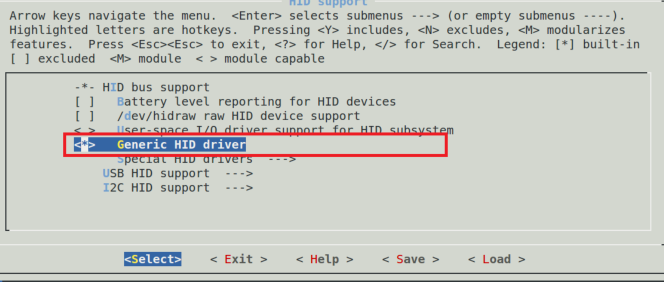 HID support
Arrow keys navigate the menu.  <Enter> selects submenus ---> (or empty submenus ----).
Highlighted letters are hotkeys.  Pressing <Y> includes, <N> excludes, <M> modularizes
features.  Press <Esc><Esc> to exit, <?> for Help, </> for Search.  Legend: [*] built-in
[ ] excluded  <M> module  < > module capable
-*- HID bus support
[ ]   Battery level reporting for HID devices
[ ]   /dev/hidraw raw HID device support
< >   User-space I/O driver support for HID subsystem
<*>   Generic HID driver
Special HID drivers  --->
USB HID support  --->
I2C HID support  --->
<Select>    < Exit >    < Help >    < Save >    < Load >